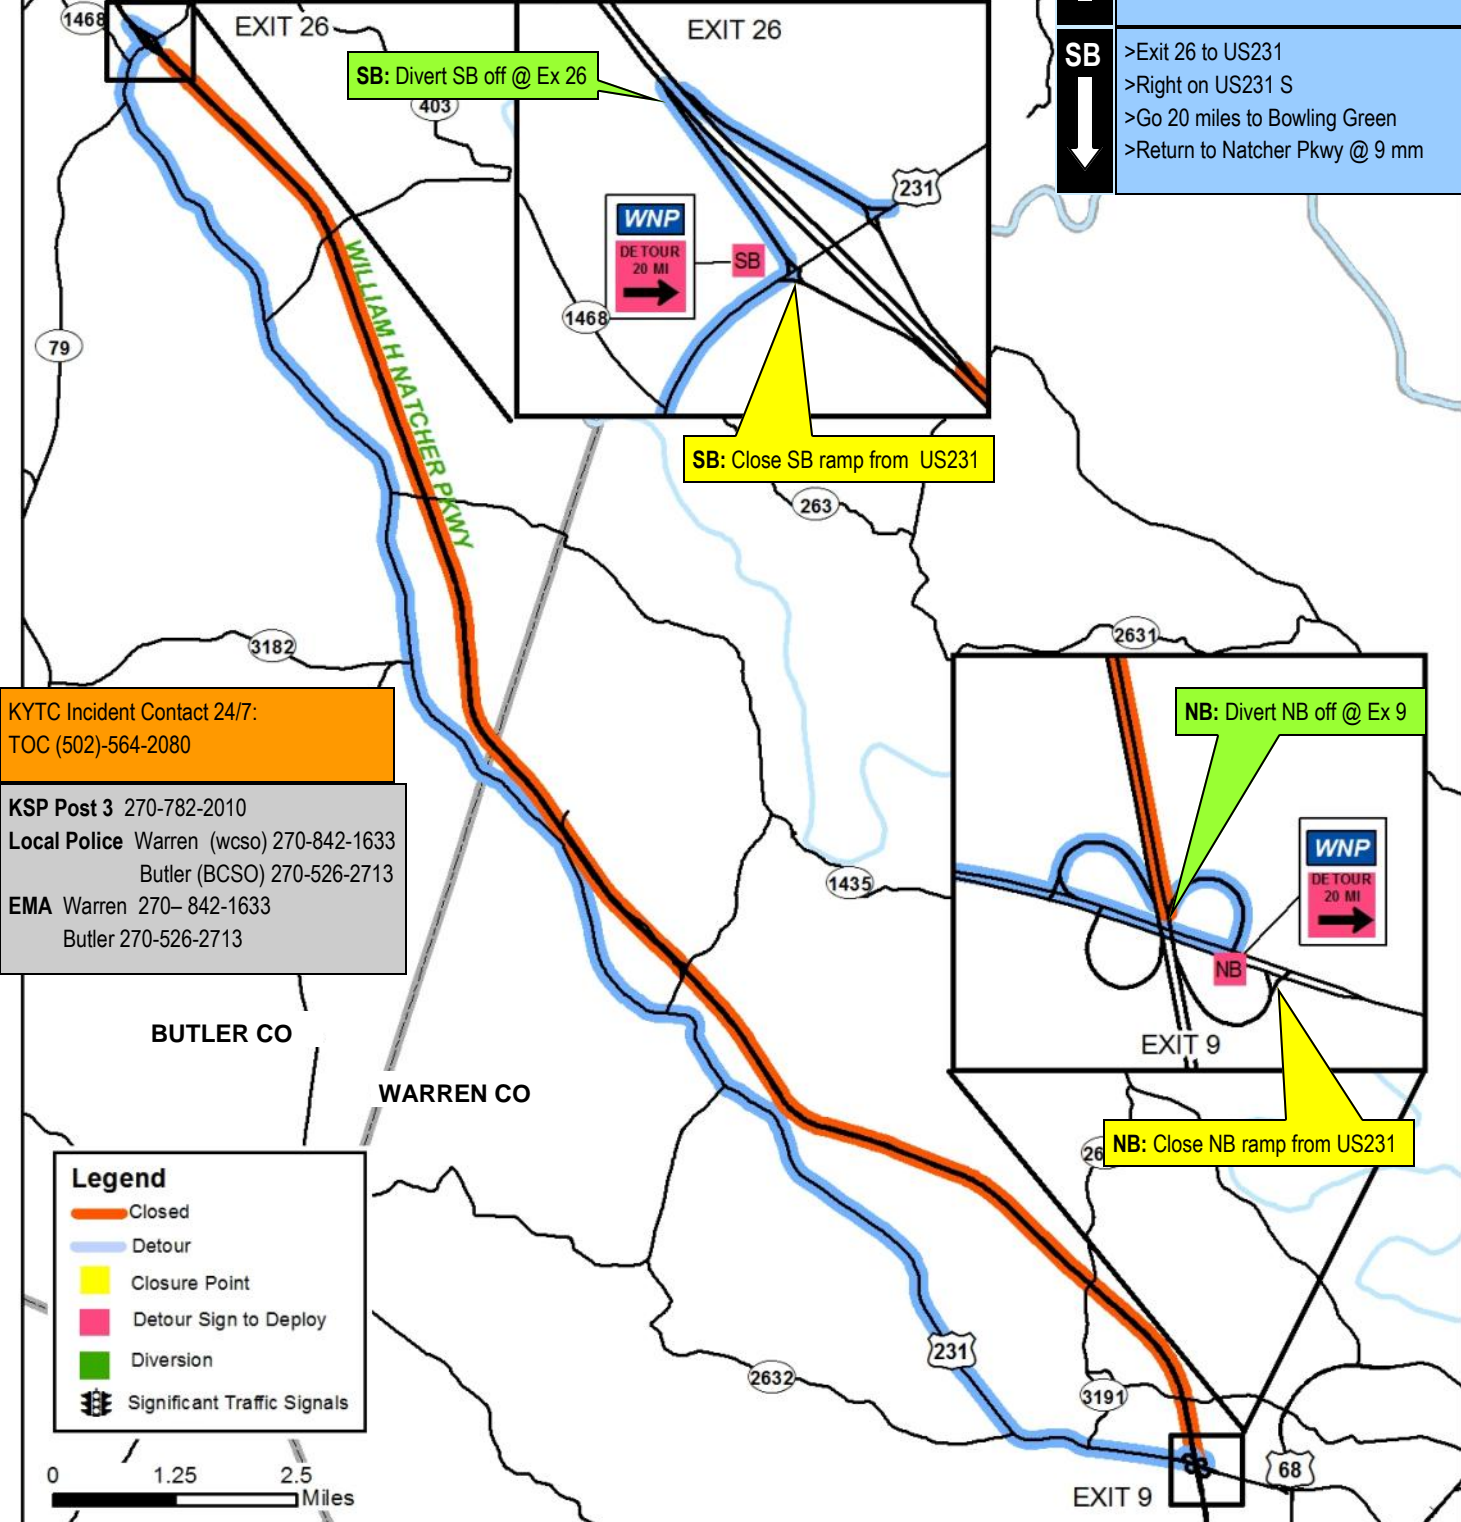 1468
EXIT 26
SB: Divert SB off @ Ex 26
403
EXIT 26
231
WNP
DETOUR
20 MI
SB
1468
SB
>Exit 26 to US231
>Right on US231 S
>Go 20 miles to Bowling Green
>Return to Natcher Pkwy @ 9 mm
79
WILLIAM H NATCHER PKWY
SB: Close SB ramp from US231
263
3182
2631
KYTC Incident Contact 24/7:
TOC (502)-564-2080
KSP Post 3 270-782-2010
Local Police Warren (wcso) 270-842-1633
Butler (BCSO) 270-526-2713
EMA Warren 270– 842-1633
Butler 270-526-2713
NB: Divert NB off @ Ex 9
WNP
DETOUR
20 MI
NB
EXIT 9
1435
BUTLER CO
WARREN CO
NB: Close NB ramp from US231
Legend
Closed
Detour
Closure Point
Detour Sign to Deploy
Diversion
Significant Traffic Signals
231
2632
3191
68
EXIT 9
0 1.25 2.5
Miles